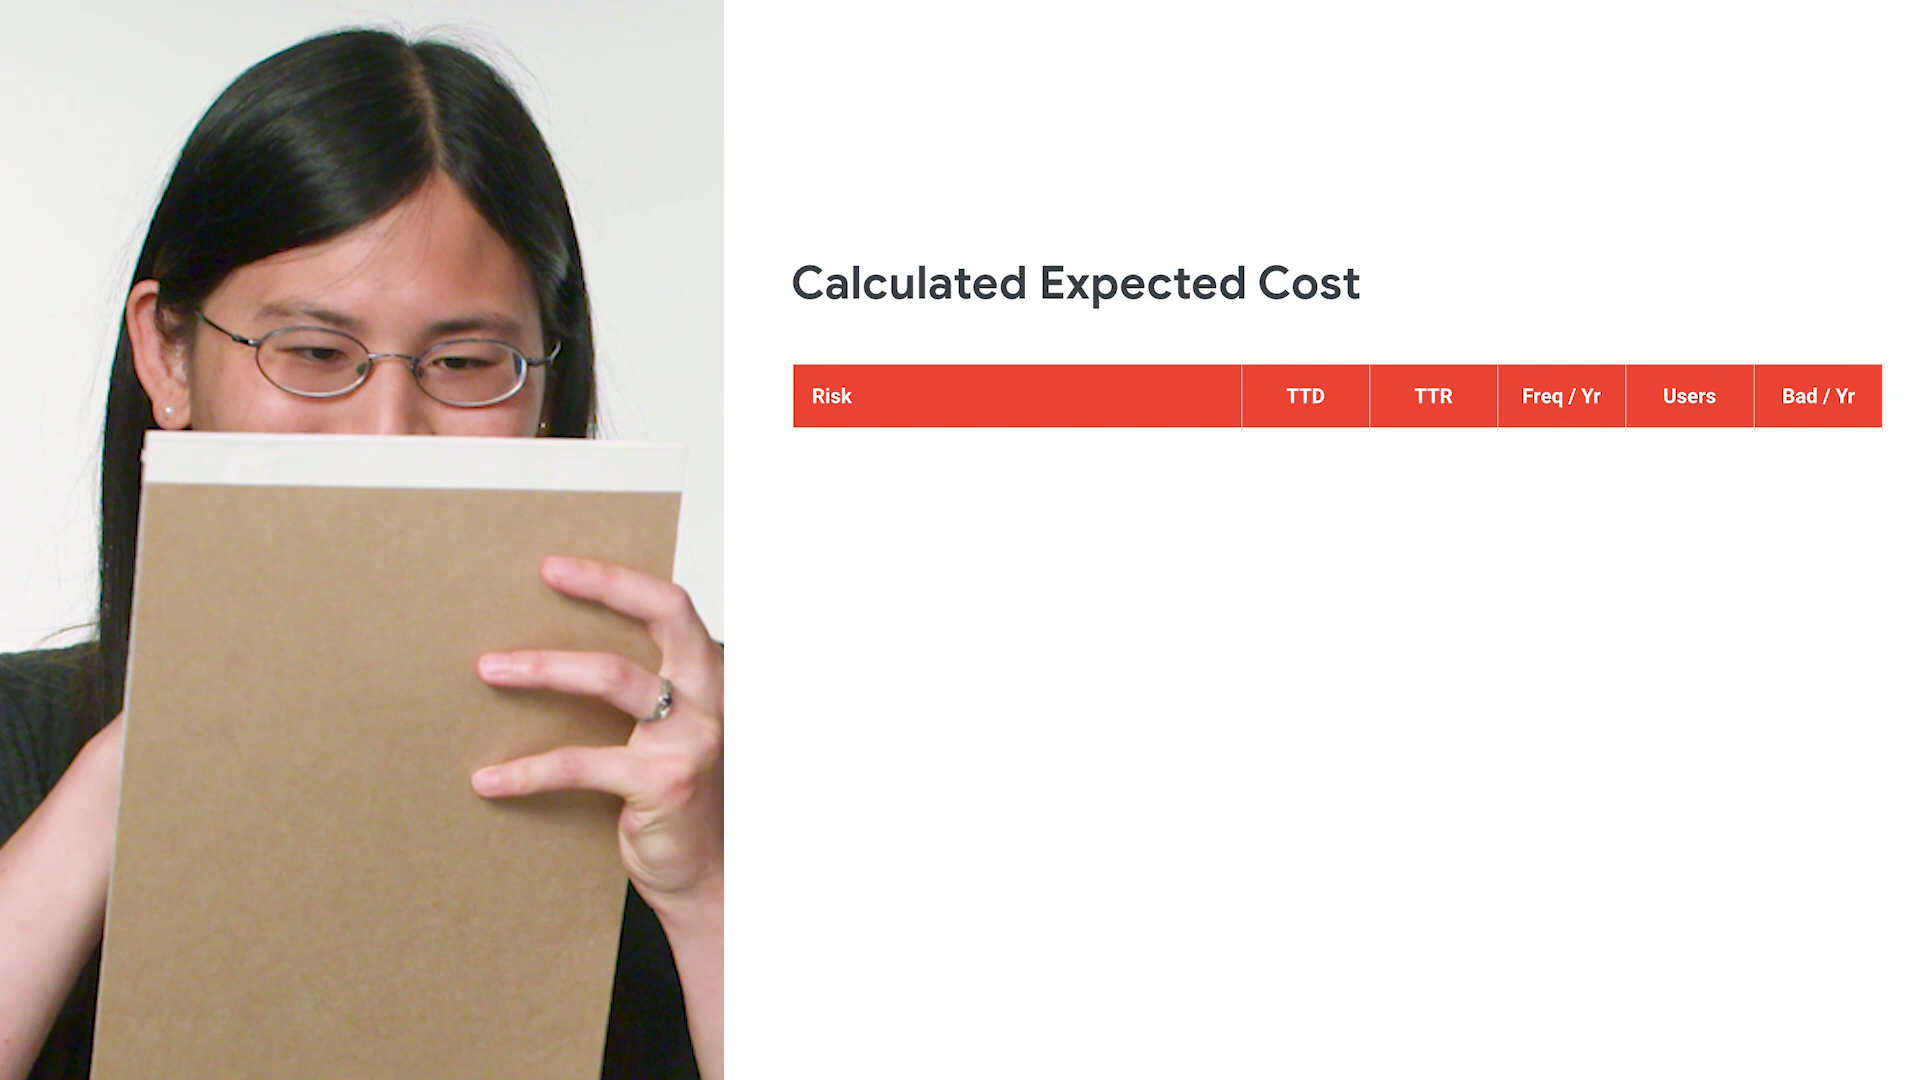 Calculated Expected Cost
Risk TTD TTR Freq / Yr Users Bad / Yr